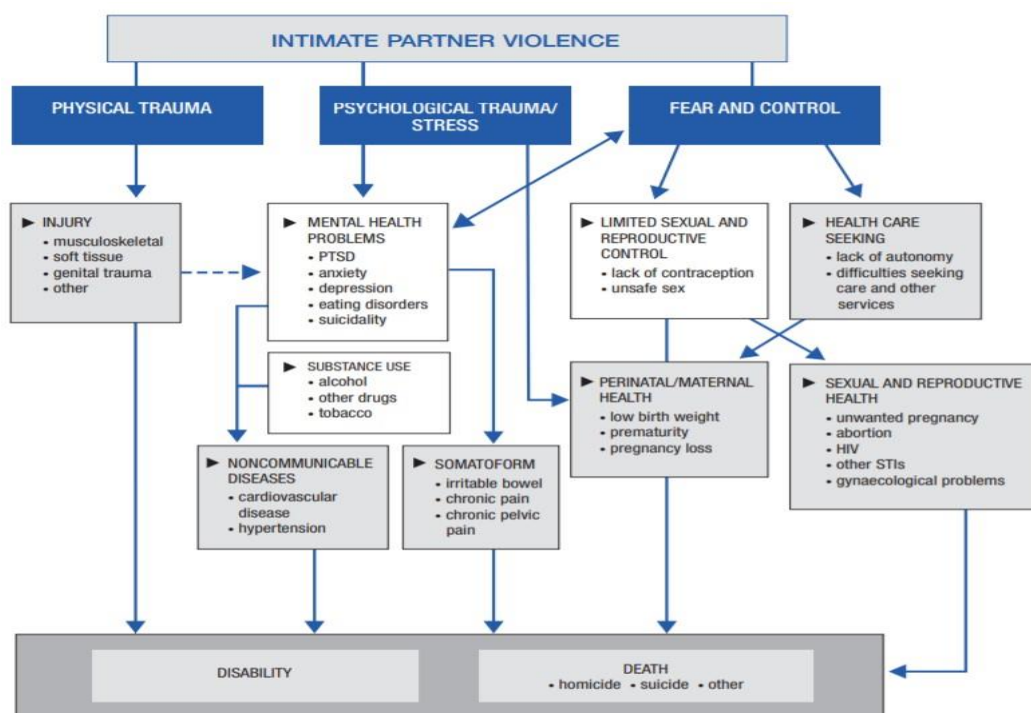 INTIMATE PARTNER VIOLENCE
PHYSICAL TRAUMA
PSYCHOLOGICAL TRAUMA/
STRESS
FEAR AND CONTROL
► INJURY
• musculoskeletal
• soft tissue
• genital trauma
• other
► MENTAL HEALTH
PROBLEMS
• PTSD
• anxiety
• depression
• eating disorders
• suicidality
► LIMITED SEXUAL AND
REPRODUCTIVE
CONTROL
• lack of contraception
• unsafe sex
► HEALTH CARE
SEEKING
• lack of autonomy
• difficulties seeking
care and other
services
► SUBSTANCE USE
• alcohol
• other drugs
• tobacco
► PERINATAL/MATERNAL
HEALTH
• low birth weight
• prematurity
• pregnancy loss
► SEXUAL AND REPRODUCTIVE
HEALTH
• unwanted pregnancy
• abortion
• HIV
• other STIs
• gynaecological problems
► NONCOMMUNICABLE
DISEASES
• cardiovascular
disease
• hypertension
► SOMATOFORM
• irritable bowel
• chronic pain
• chronic pelvic
pain
DISABILITY
DEATH
• homicide • suicide • other